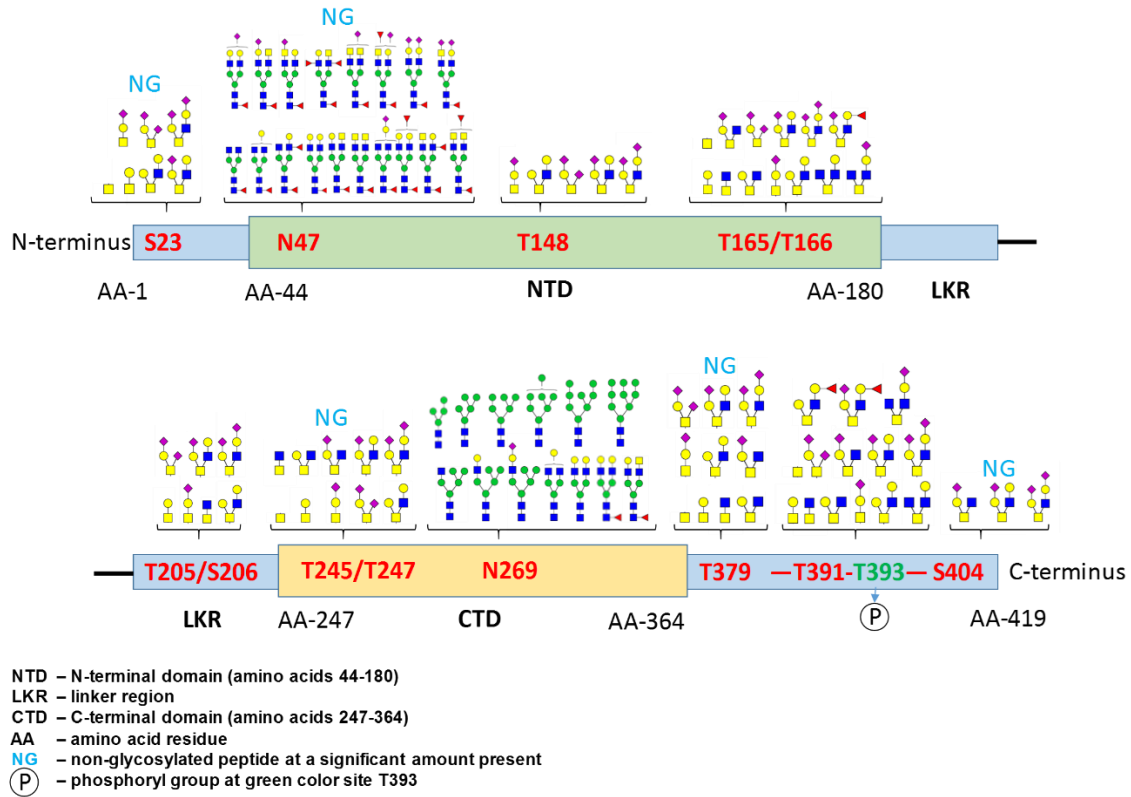 NG
NG
N-terminus S23 N47 T148 T165/T166
AA-1 AA-44 NTD AA-180 LKR
NG
NG
NG
T205/S206 T245/T247 N269 T379 —T391-T393— S404 C-terminus
LKR AA-247 CTD AA-364 P AA-419
NTD – N-terminal domain (amino acids 44-180)
LKR – linker region
CTD – C-terminal domain (amino acids 247-364)
AA – amino acid residue
NG – non-glycosylated peptide at a significant amount present
P – phosphoryl group at green color site T393